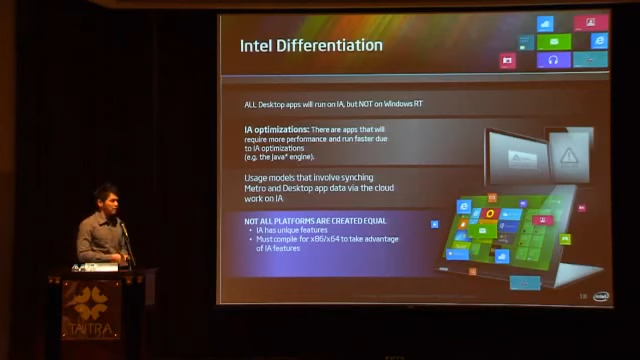 Intel Differentiation
ALL Desktop apps will run on IA, but NOT on Windows RT
IA optimizations: There are apps that will
require more performance and run faster due
to IA optimizations
(e.g. the Java* engine).
Usage models that involve synching
Metro and Desktop app data via the cloud
work on IA
NOT ALL PLATFORMS ARE CREATED EQUAL
• IA has unique features
• Must compile for x86/x64 to take advantage
of IA features
intel
TAITRA